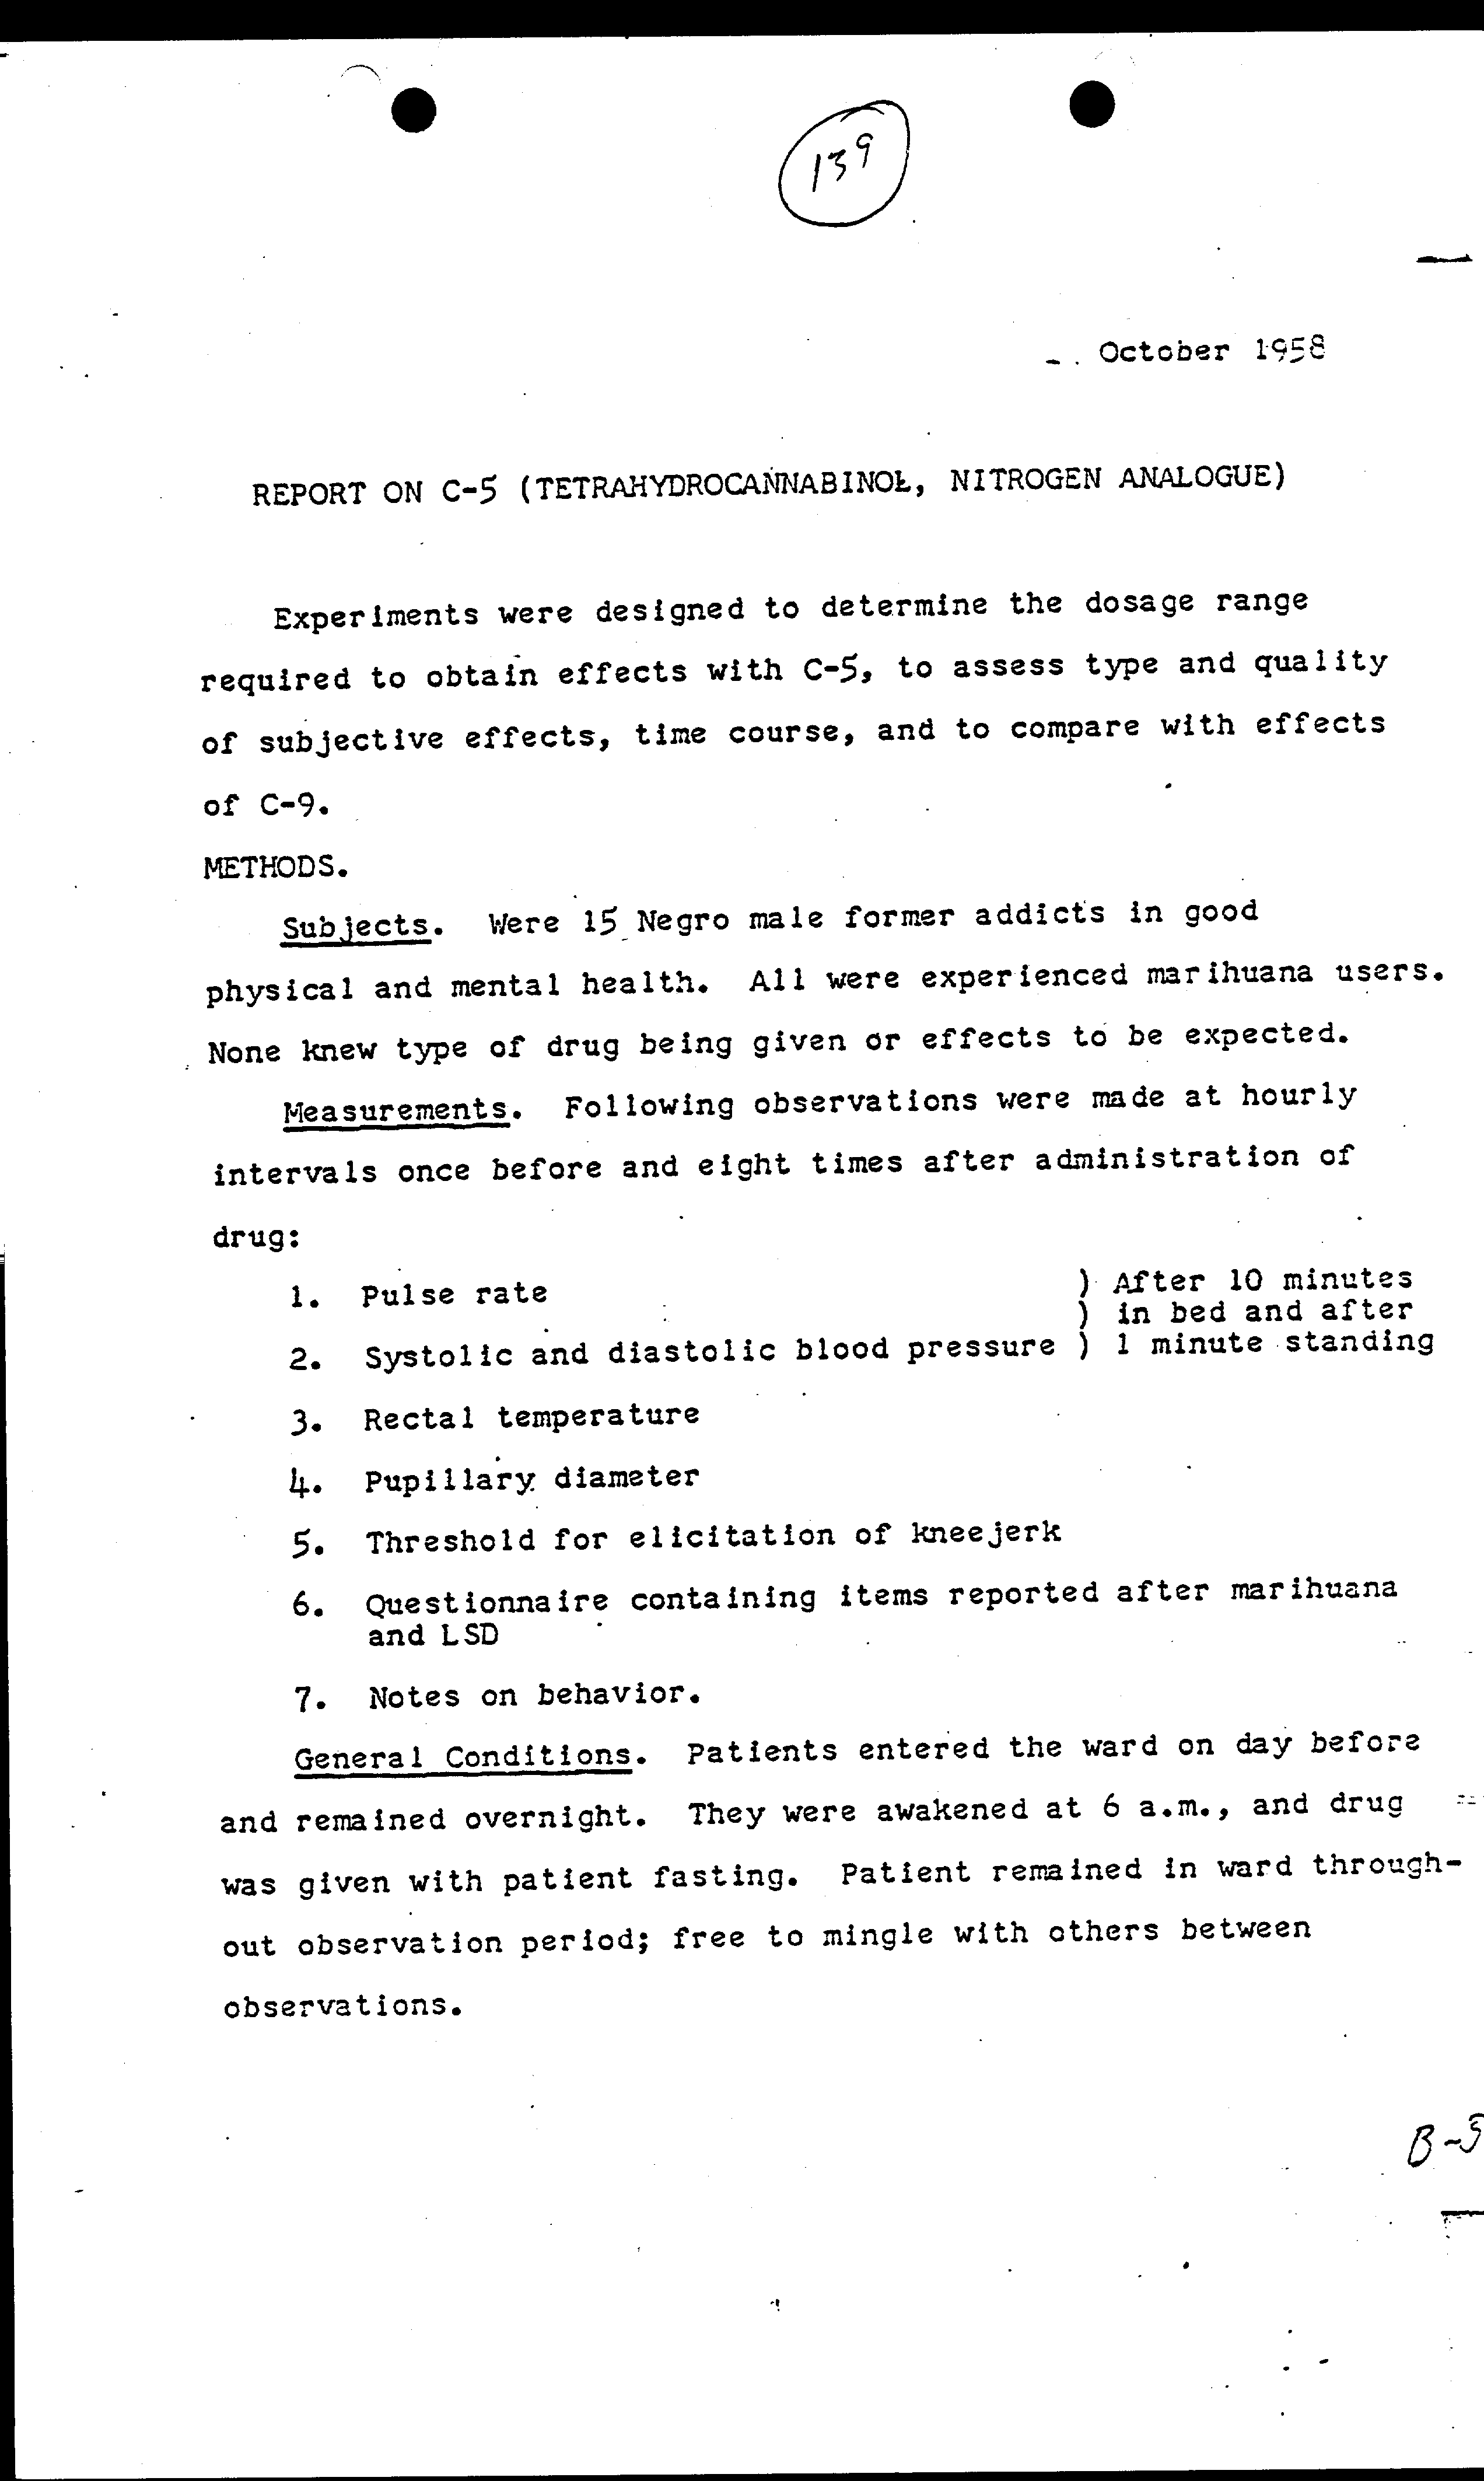 139
October 1958
REPORT ON C-5 (TETRAHYDROCANNABINOL, NITROGEN ANALOGUE)
Experiments were designed to determine the dosage range
required to obtain effects with C-5, to assess type and quality
of subjective effects, time course, and to compare with effects
of C-9.
METHODS.
Subjects. Were 15 Negro male former addicts in good
physical and mental health. All were experienced marihuana users.
None knew type of drug being given or effects to be expected.
Measurements. Following observations were made at hourly
intervals once before and eight times after administration of
drug:
1. Pulse rate ) After 10 minutes
) in bed and after
2. Systolic and diastolic blood pressure ) 1 minute standing
3. Rectal temperature
4. Pupillary diameter
5. Threshold for elicitation of kneejerk
6. Questionnaire containing items reported after marihuana
and LSD
7. Notes on behavior.
General Conditions. Patients entered the ward on day before
and remained overnight. They were awakened at 6 a.m., and drug
was given with patient fasting. Patient remained in ward through-
out observation period; free to mingle with others between
observations.